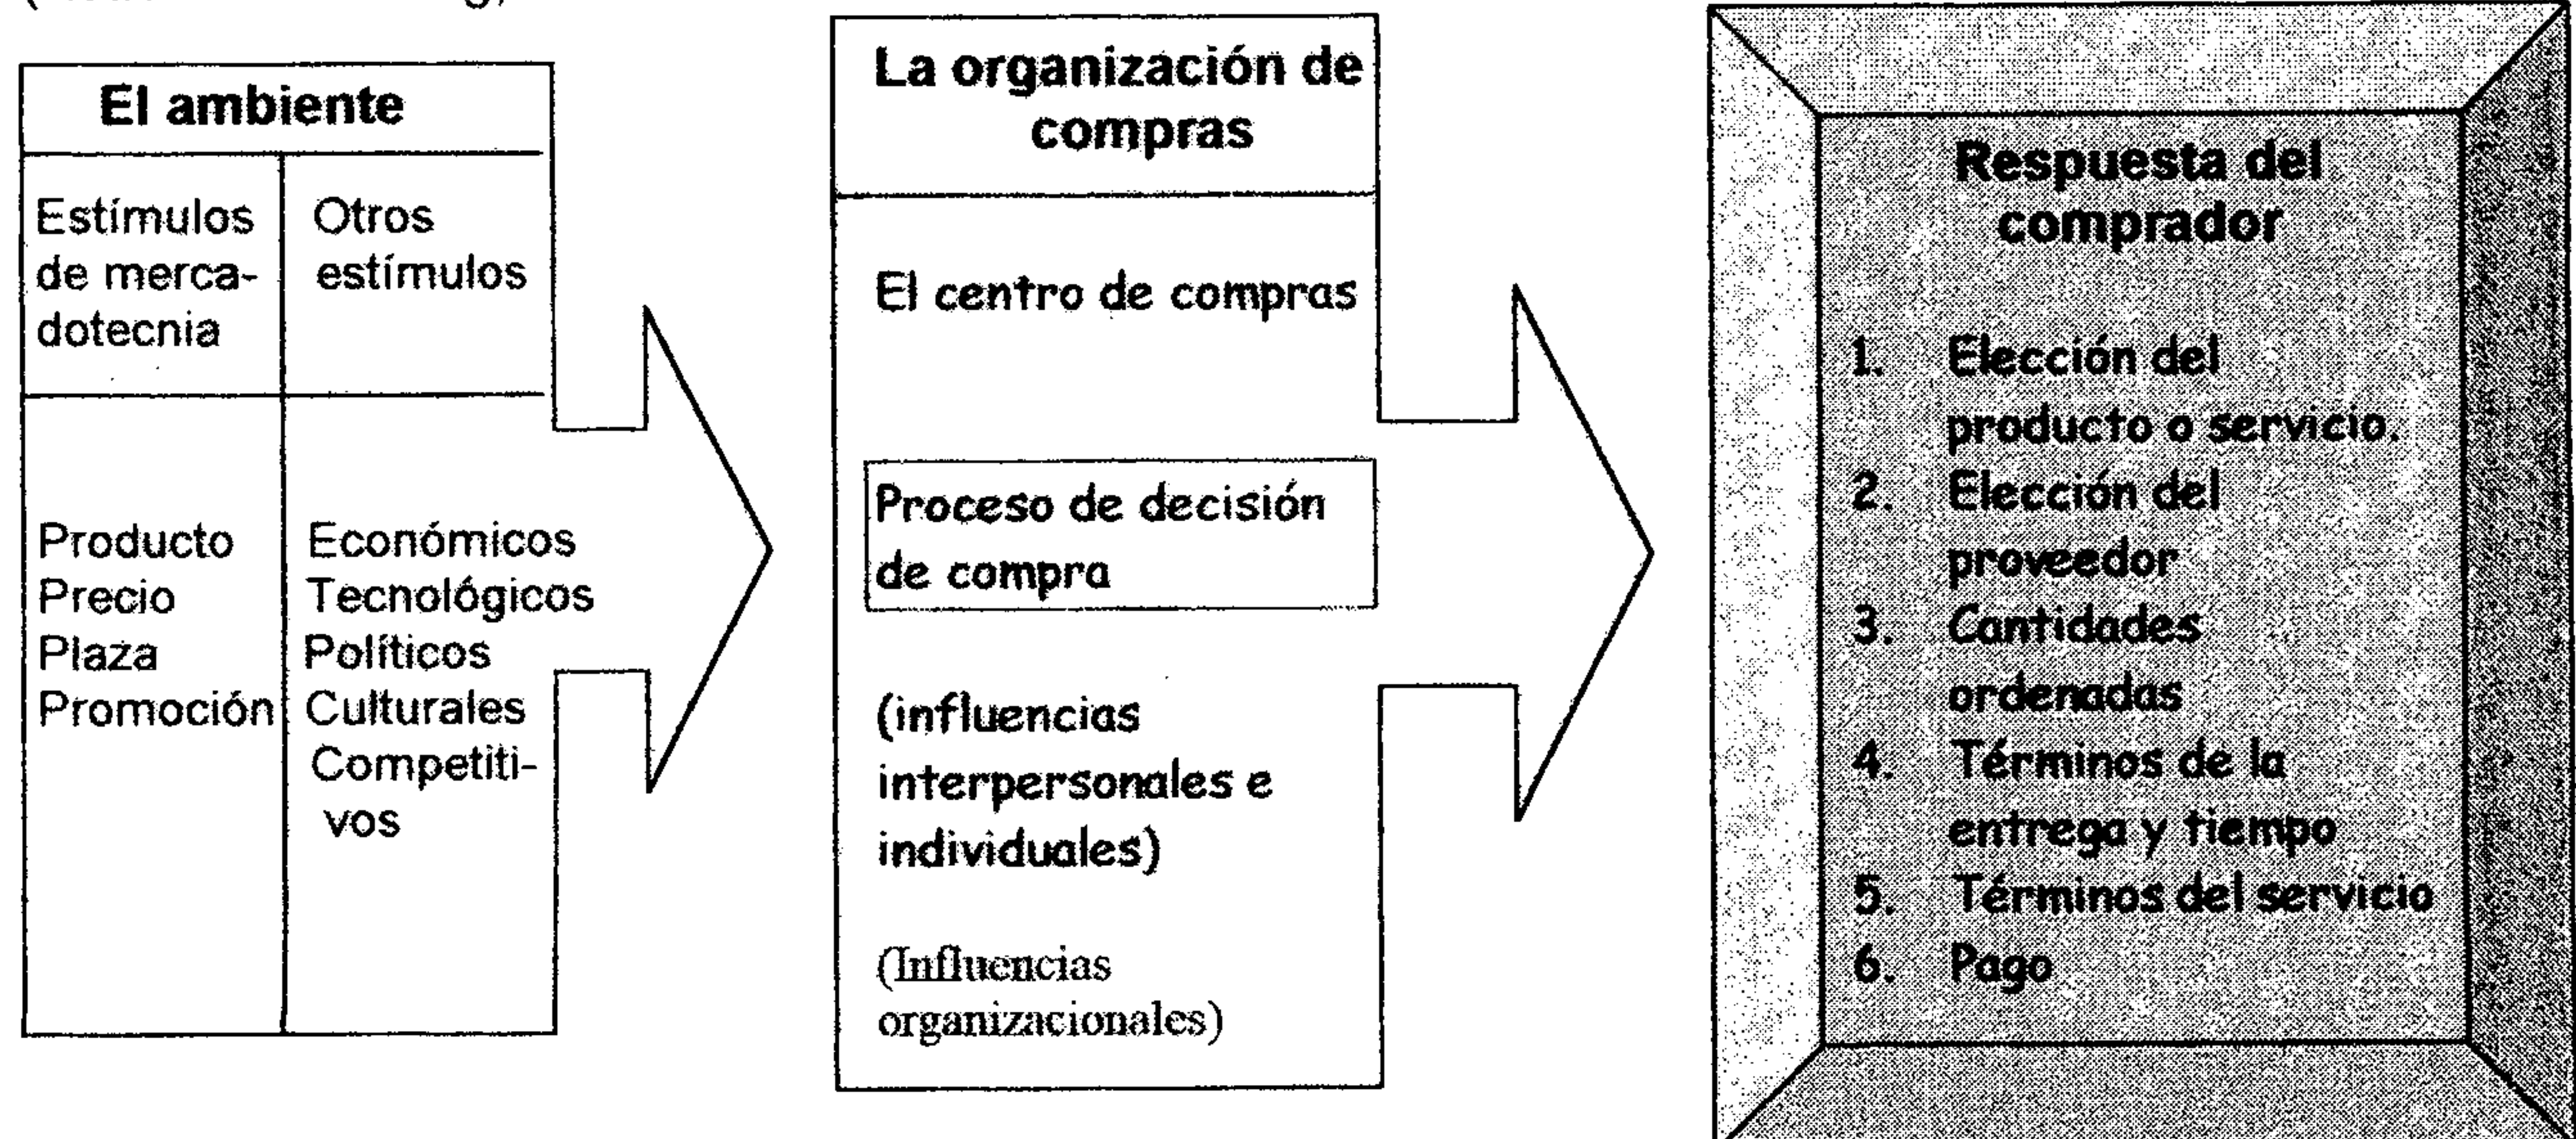 El ambiente
Estímulos
de merca-
dotecnia
Otros
estímulos
Producto
Precio
Plaza
Promoción
Económicos
Tecnológicos
Políticos
Culturales
Competiti-
vos
La organización de
compras
El centro de compras
Proceso de decisión
de compra
(influencias
interpersonales e
individuales)
(Influencias
organizacionales)
Respuesta del
comprador
1. Elección del
producto o servicio.
2. Elección del
proveedor
3. Cantidades
ordenadas
4. Términos de la
entrega y tiempo
5. Términos del servicio
6. Pago